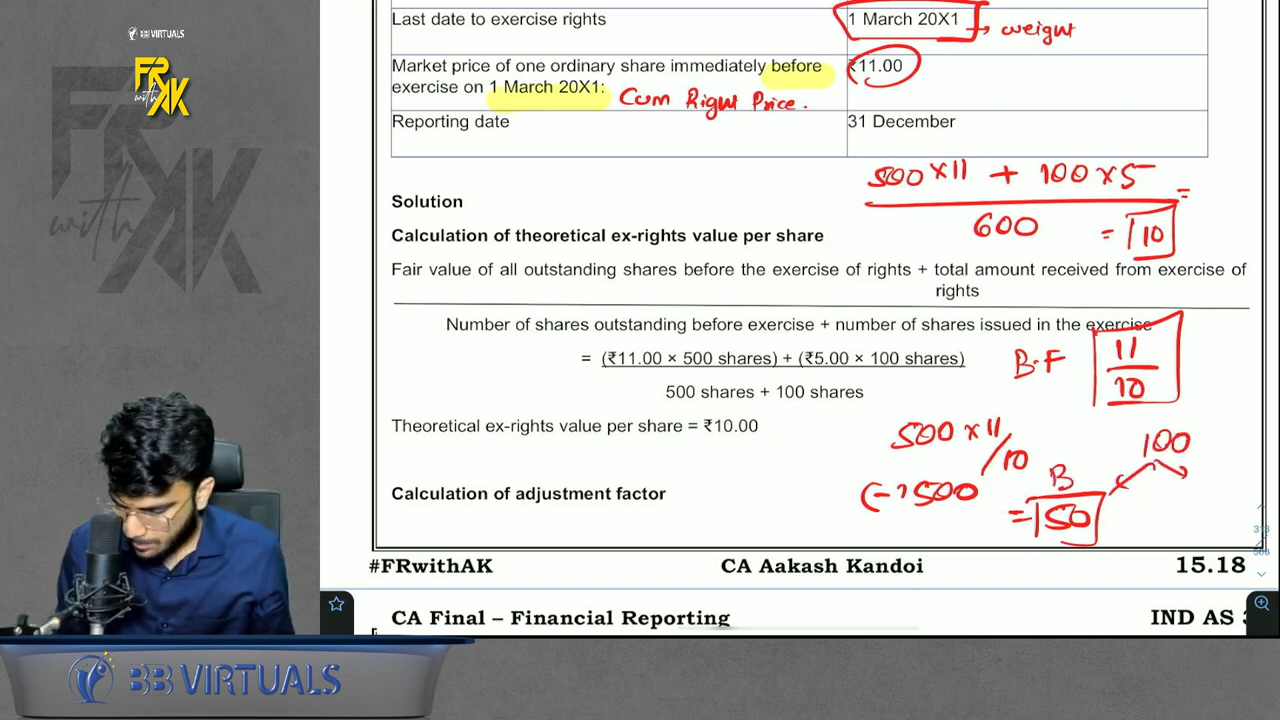 BB VIRTUALS
FR
with
AK
FR
with
AK
Last date to exercise rights
1 March 20X1
→ weight
Market price of one ordinary share immediately before
exercise on 1 March 20X1:
₹11.00
Cum Right Price.
Reporting date
31 December
500 × 11 + 100 × 5 =
600
= 10
Solution
Calculation of theoretical ex-rights value per share
Fair value of all outstanding shares before the exercise of rights + total amount received from exercise of
rights
Number of shares outstanding before exercise + number of shares issued in the exercise
= (₹11.00 × 500 shares) + (₹5.00 × 100 shares)
500 shares + 100 shares
B.F 11
10
Theoretical ex-rights value per share = ₹10.00
500 × 11/10
100
B
(-) 500 = 50
Calculation of adjustment factor
#FRwithAK
CA Aakash Kandoi
15.18
CA Final – Financial Reporting
IND AS
BB VIRTUALS